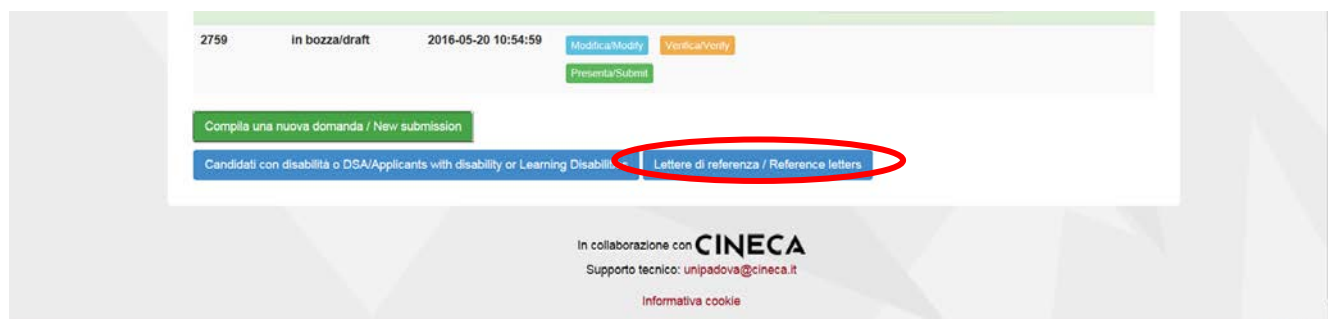 2759 in bozza/draft 2016-05-20 10:54:59 Modifica/Modify Verifica/Verify
Presenta/Submit
Compila una nuova domanda / New submission
Candidati con disabilità o DSA/Applicants with disability or Learning Lettere di referenza / Reference letters
In collaborazione con CINECA
Supporto tecnico: unipadova@cineca.it
Informativa cookie